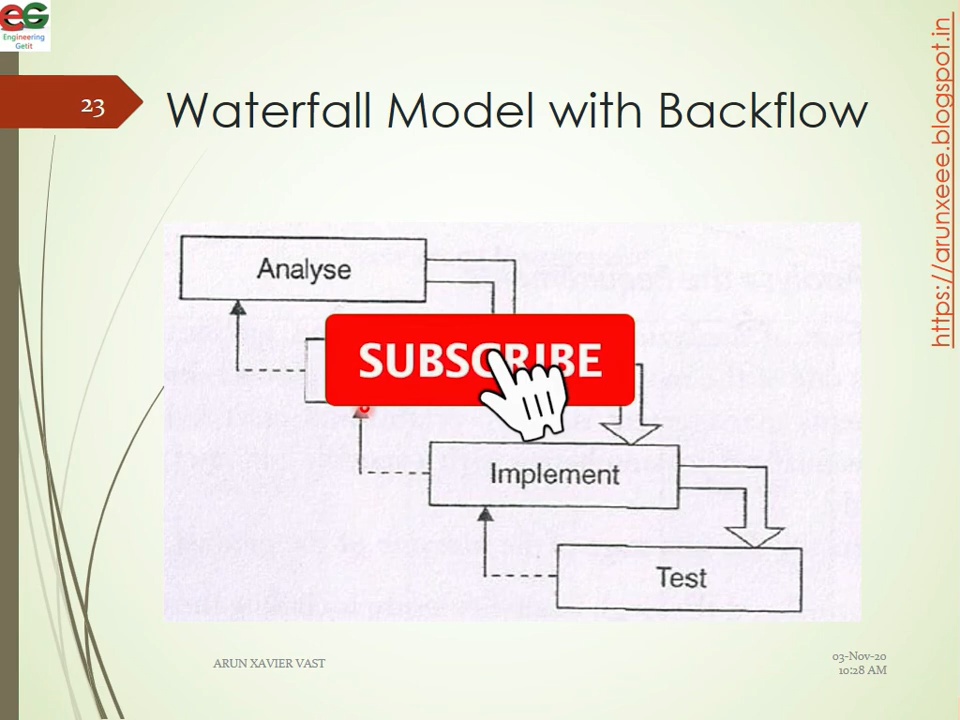 EG
Engineering
Getit
23
Waterfall Model with Backflow
https://arunxeee.blogspot.in
Analyse
SUBSCRIBE
Implement
Test
ARUN XAVIER VAST
03-Nov-20
10:28 AM